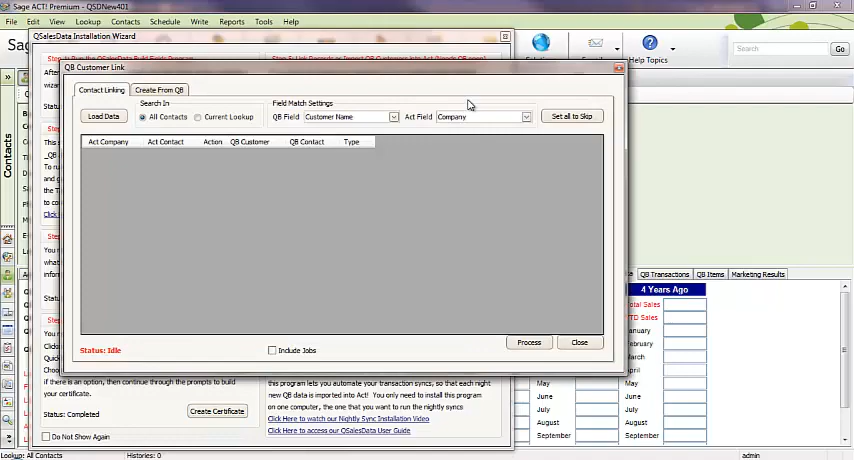 Sage ACT! Premium - QSDNew401
File Edit View Lookup Contacts Schedule Write Reports Tools Help
Sage
QSalesData Installation Wizard
Help Topics
Search
Go
QB Customer Link
Contact Linking
Create From QB
Load Data
Search In
All Contacts
Current Lookup
Field Match Settings
QB Field
Customer Name
Act Field
Company
Set all to Skip
Act Company
Act Contact
Action
QB Customer
QB Contact
Type
Contacts
QB Transactions
QB Items
Marketing Results
4 Years Ago
Total Sales
YTD Sales
January
February
March
April
May
June
July
August
September
May
June
July
August
September
Process
Close
Status: Idle
Include Jobs
if there is an option, then continue through the prompts to build
your certificate.
Status: Completed
Create Certificate
Do Not Show Again
this program lets you automate your transaction syncs, so that each night
new QB data is imported into Act! You only need to install this program
on one computer, the one that you want to run the nightly syncs
Click Here to watch our Nightly Sync Installation Video
Click Here to access our QSalesData User Guide
Lookup: All Contacts
Histories: 0
admin